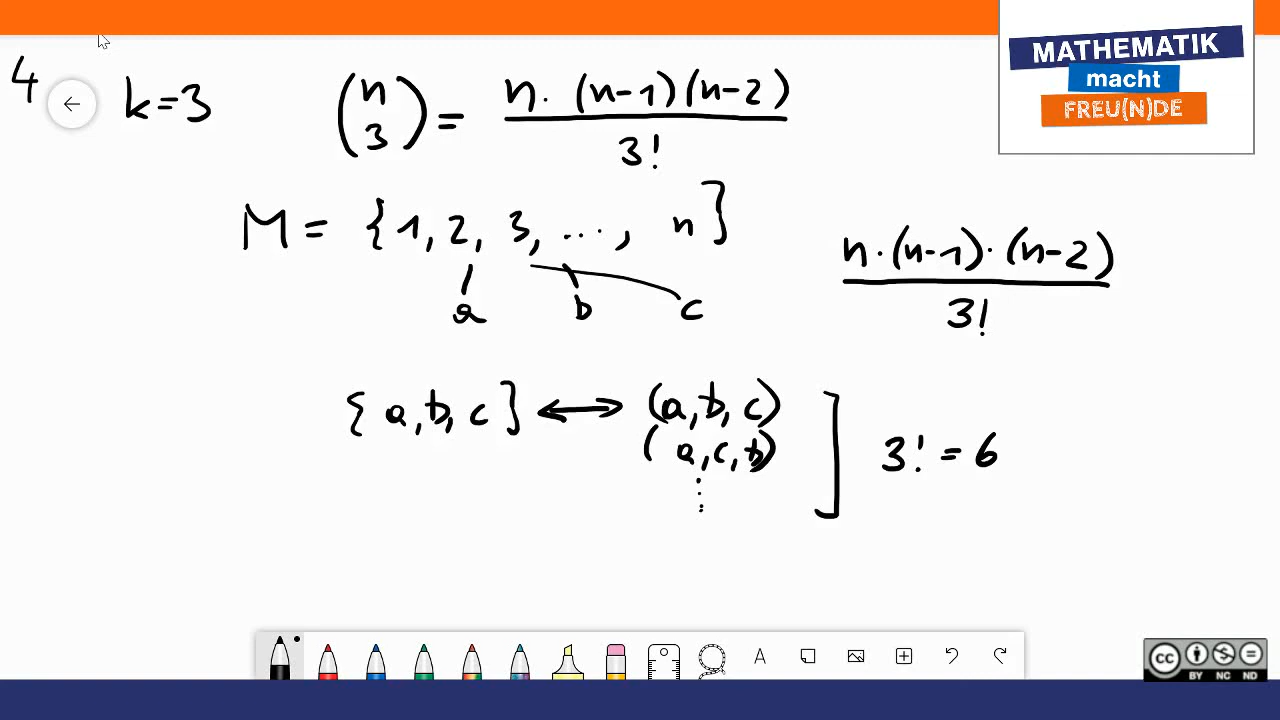 MATHEMATIK
macht
FREU(N)DE
4
k=3
(n 3) = n·(n-1)(n-2) / 3!
M = {1, 2, 3, ..., n}
a b c
n·(n-1)·(n-2) / 3!
{a,b,c} ↔ (a,b,c)
(a,c,b)
⋮
] 3! = 6
A
cc
BY NC ND